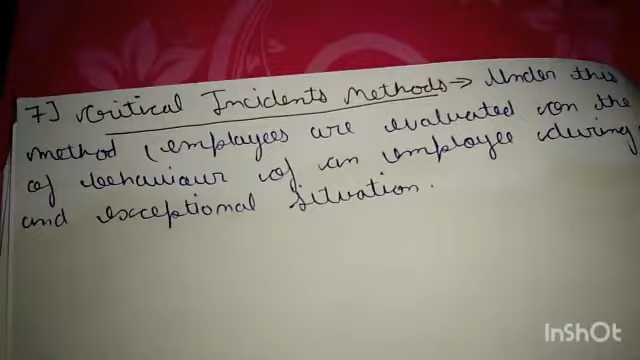 7] Critical Incidents Methods → Under this
method, employees are evaluated on the
of behaviour of an employee during
and exceptional situation.
InShOt